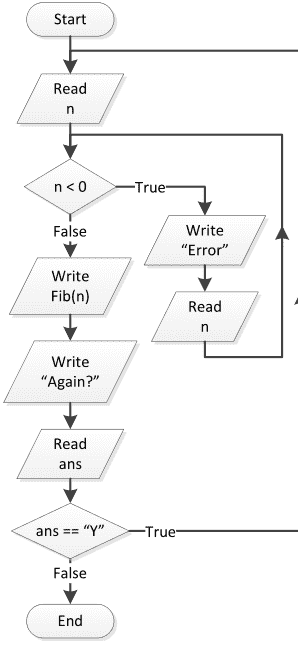 Start
Read
n
n < 0
True
False
Write
“Error”
Read
n
Write
Fib(n)
Write
“Again?”
Read
ans
ans == “Y”
True
False
End